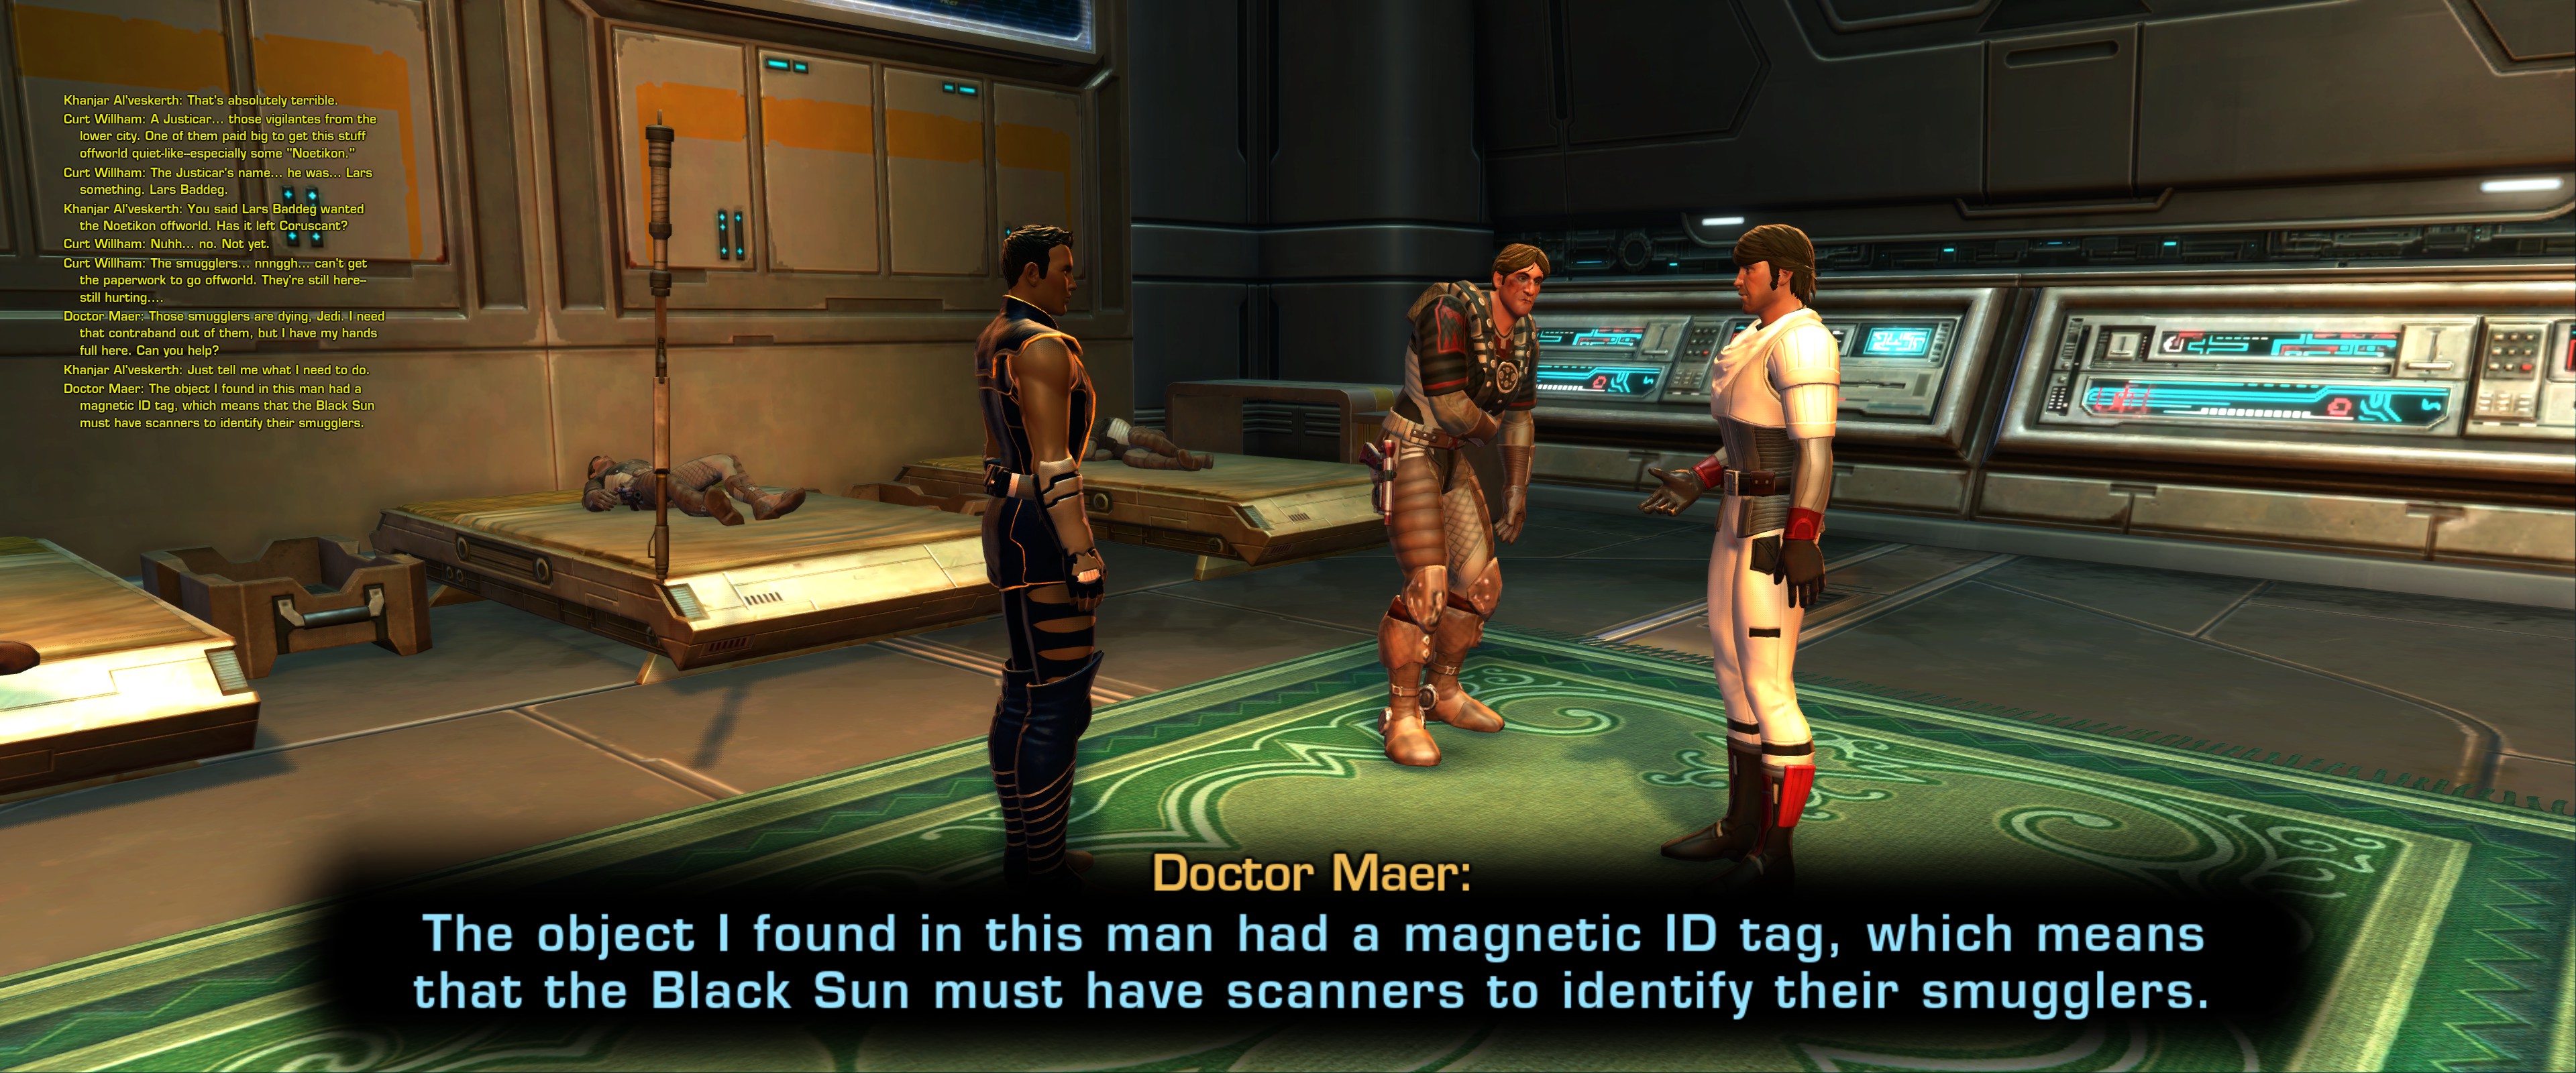 Khanjar Al'veskerth: That's absolutely terrible.
Curt Willham: A Justicar... those vigilantes from the
lower city. One of them paid big to get this stuff
offworld quiet-like–especially some "Noetikon."
Curt Willham: The Justicar's name... he was... Lars
something. Lars Baddeg.
Khanjar Al'veskerth: You said Lars Baddeg wanted
the Noetikon offworld. Has it left Coruscant?
Curt Willham: Nuhh... no. Not yet.
Curt Willham: The smugglers... nnnggh... can't get
the paperwork to go offworld. They're still here–
still hurting....
Doctor Maer: Those smugglers are dying, Jedi. I need
that contraband out of them, but I have my hands
full here. Can you help?
Khanjar Al'veskerth: Just tell me what I need to do.
Doctor Maer: The object I found in this man had a
magnetic ID tag, which means that the Black Sun
must have scanners to identify their smugglers.
Doctor Maer:
The object I found in this man had a magnetic ID tag, which means
that the Black Sun must have scanners to identify their smugglers.